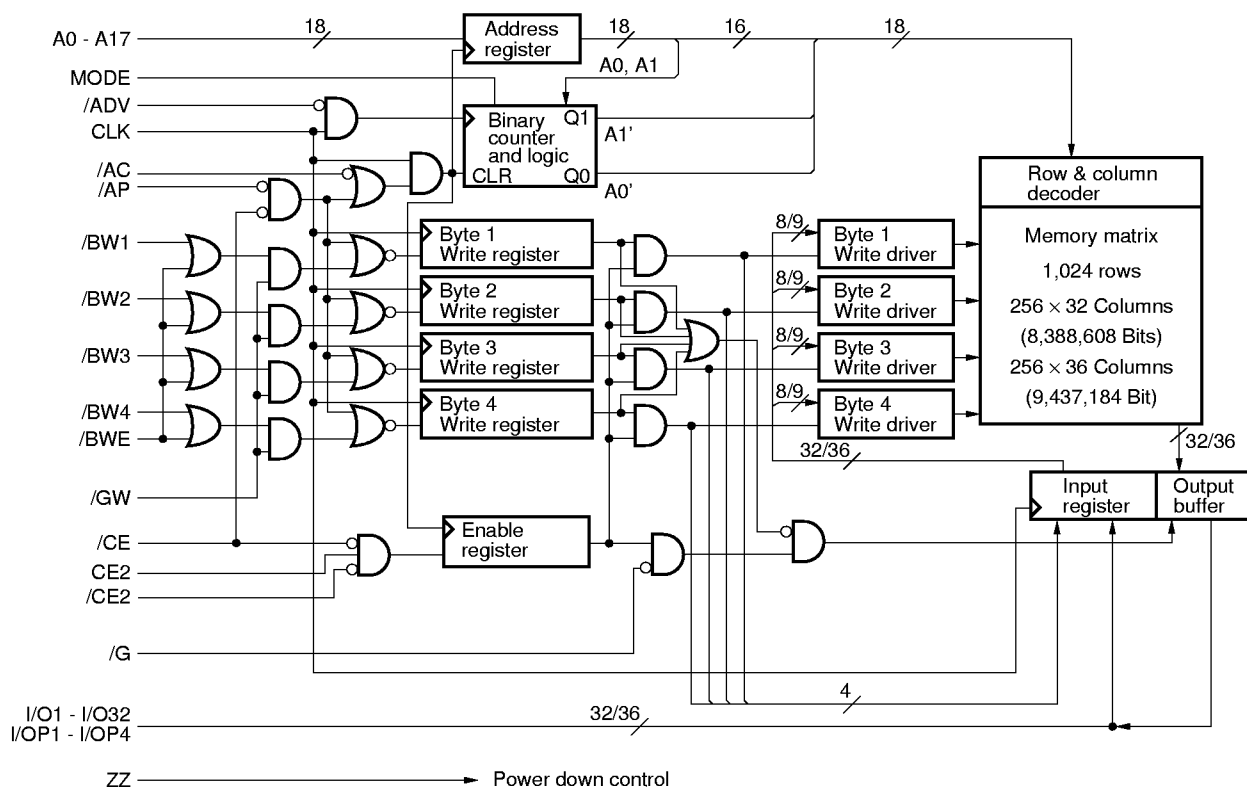 A0 - A17
18
Address
register
18
16
18
A0, A1
MODE
/ADV
CLK
Binary
counter
and logic
Q1
CLR
Q0
A1’
A0’
/AC
/AP
Row & column
decoder
Memory matrix
1,024 rows
256 × 32 Columns
(8,388,608 Bits)
256 × 36 Columns
(9,437,184 Bit)
/BW1
Byte 1
Write register
8/9
Byte 1
Write driver
/BW2
Byte 2
Write register
8/9
Byte 2
Write driver
/BW3
Byte 3
Write register
8/9
Byte 3
Write driver
/BW4
/BWE
Byte 4
Write register
8/9
Byte 4
Write driver
32/36
32/36
/GW
Input
register
Output
buffer
/CE
CE2
/CE2
Enable
register
/G
4
I/O1 - I/O32
I/OP1 - I/OP4
32/36
ZZ
Power down control